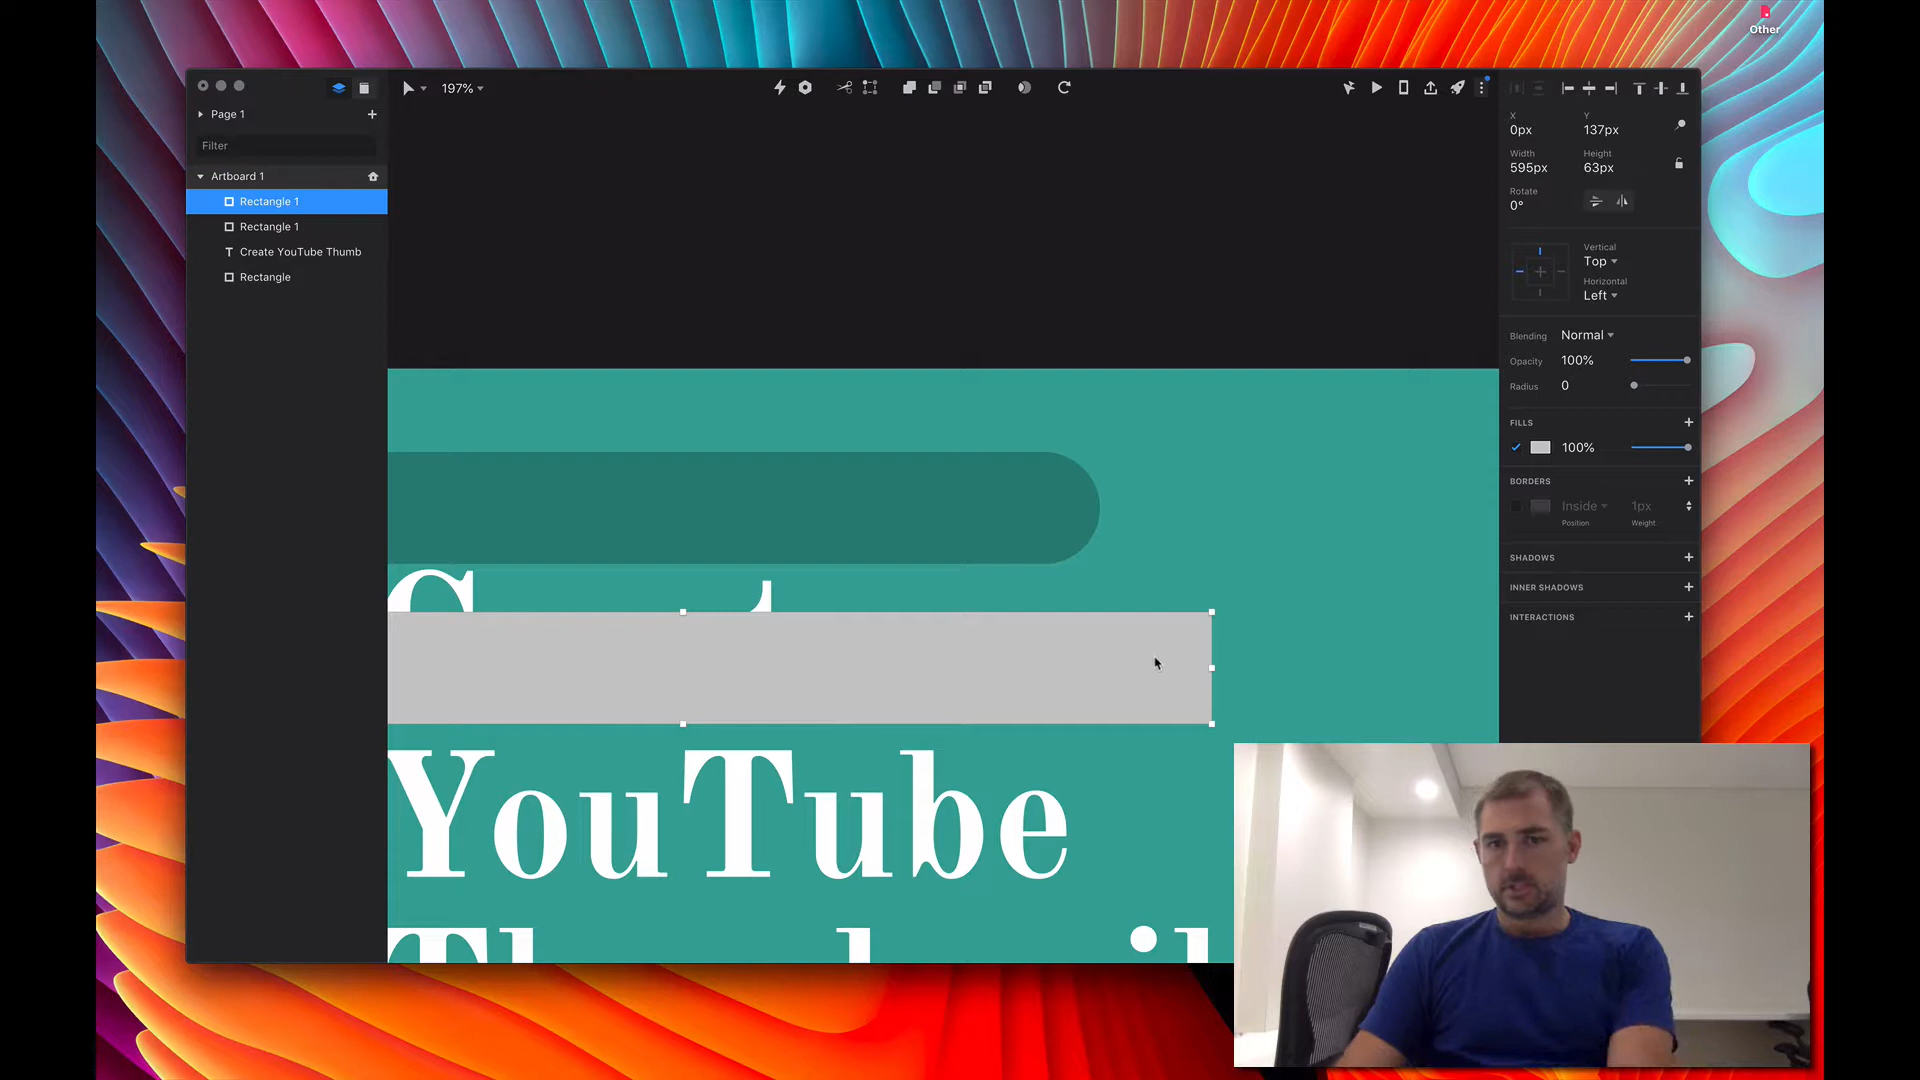 Other
197%
Page 1
Filter
Artboard 1
Rectangle 1
Rectangle 1
Create YouTube Thumb
Rectangle
X
Y
0px
137px
Width
Height
595px
63px
Rotate
0°
Vertical
Top
Horizontal
Left
Blending
Normal
Opacity
100%
Radius
0
FILLS
100%
BORDERS
Inside
1px
Position
Weight
SHADOWS
INNER SHADOWS
INTERACTIONS
YouTube